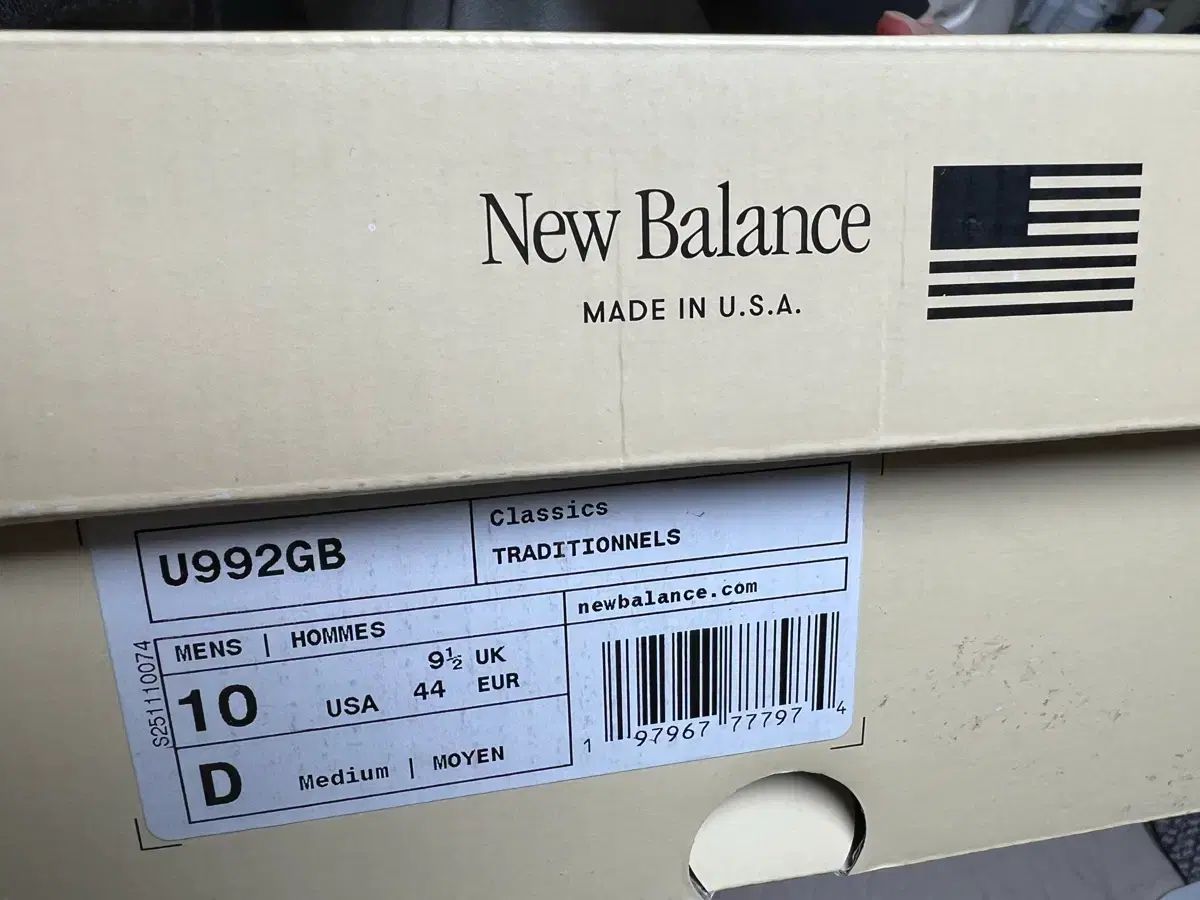 New Balance
MADE IN U.S.A.
U992GB
Classics
TRADITIONNELS
newbalance.com
MENS | HOMMES
10 USA 9½ UK
44 EUR
D Medium | MOYEN
S251110074
1 97967 77797 4